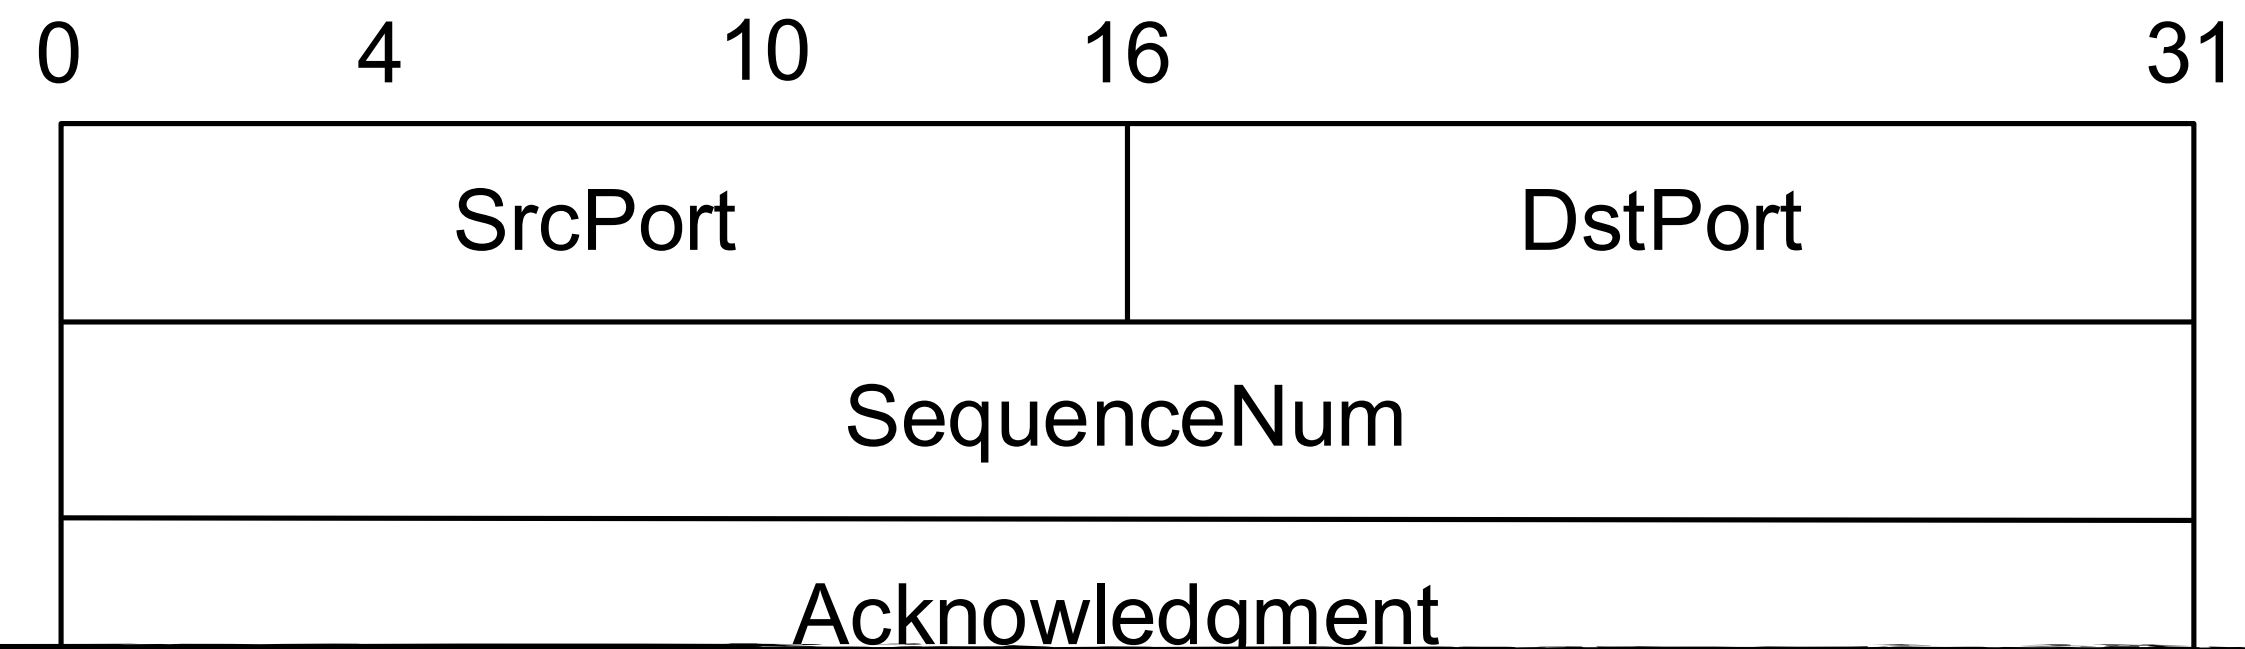 0 4 10 16 31
SrcPort DstPort
SequenceNum
Acknowledgment